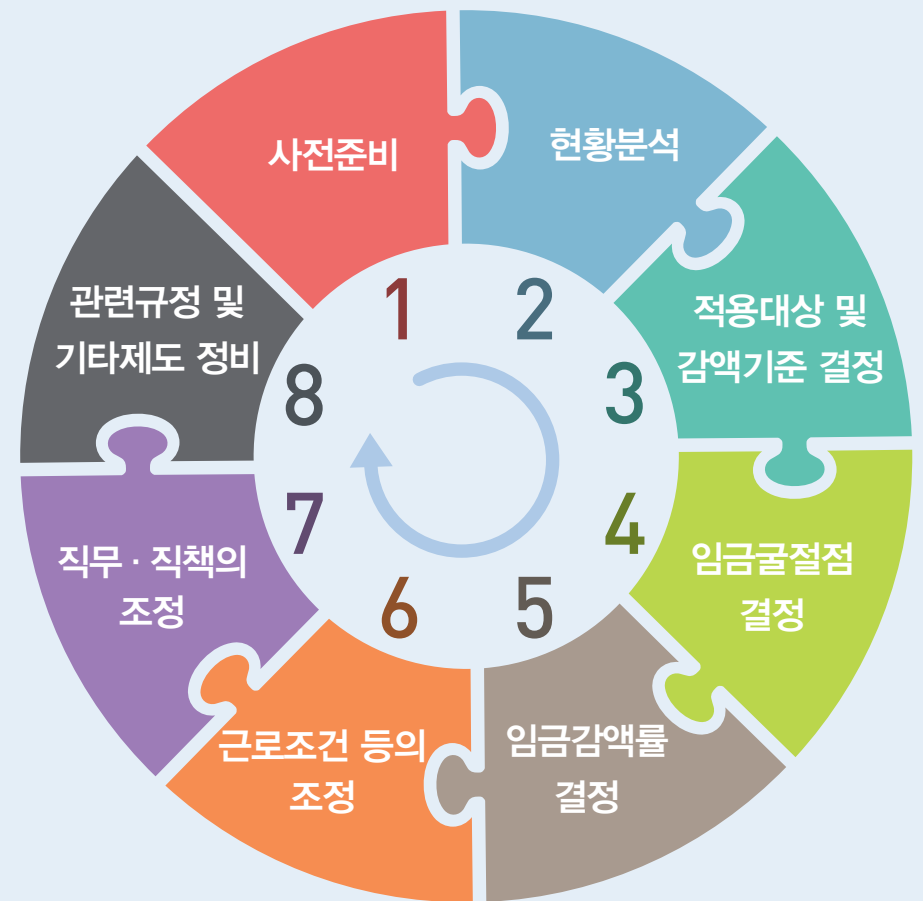 1
사전준비
2
현황분석
3
적용대상 및
감액기준 결정
4
임금굴절점
결정
5
임금감액률
결정
6
근로조건 등의
조정
7
직무 · 직책의
조정
8
관련규정 및
기타제도 정비